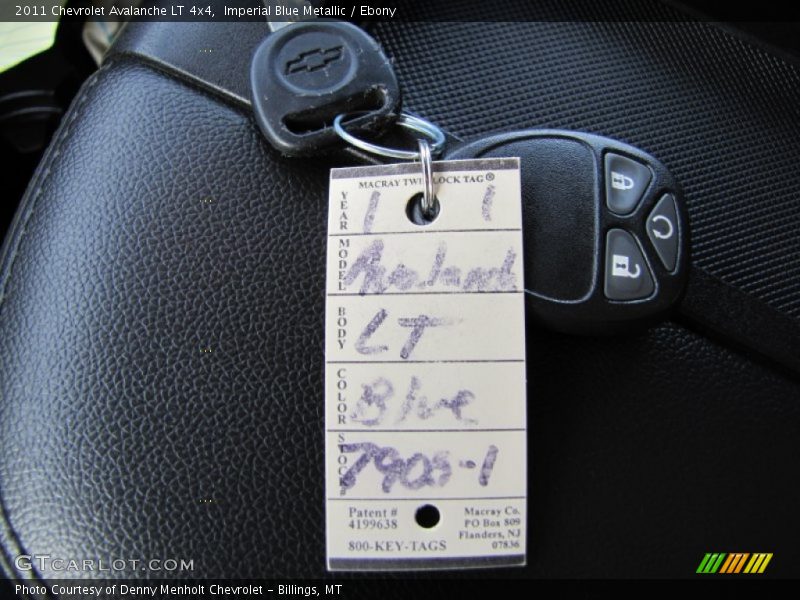 2011 Chevrolet Avalanche LT 4x4, Imperial Blue Metallic / Ebony
MACRAY TWIN LOCK TAG®
YEAR 1 1
MODEL
BODY LT
COLOR Blue
STOCK 7905-1
Patent #
4199638
800-KEY-TAGS
Macray Co.
PO Box 809
Flanders, NJ
07836
GTCARLOT.COM
Photo Courtesy of Denny Menholt Chevrolet - Billings, MT